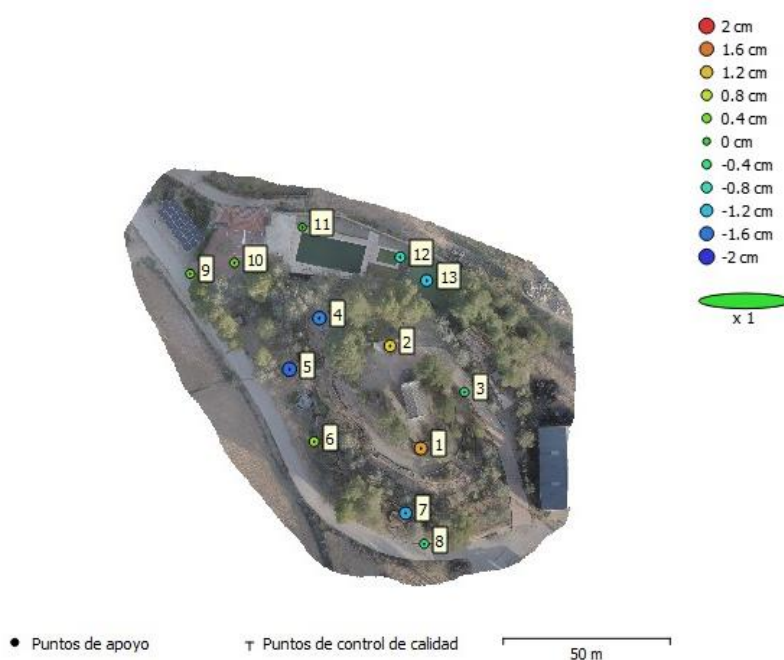 2 cm
1.6 cm
1.2 cm
0.8 cm
0.4 cm
0 cm
-0.4 cm
-0.8 cm
-1.2 cm
-1.6 cm
-2 cm
x 1
11
12
10
9
13
4
2
5
3
6
1
7
8
Puntos de apoyo
Puntos de control de calidad
50 m